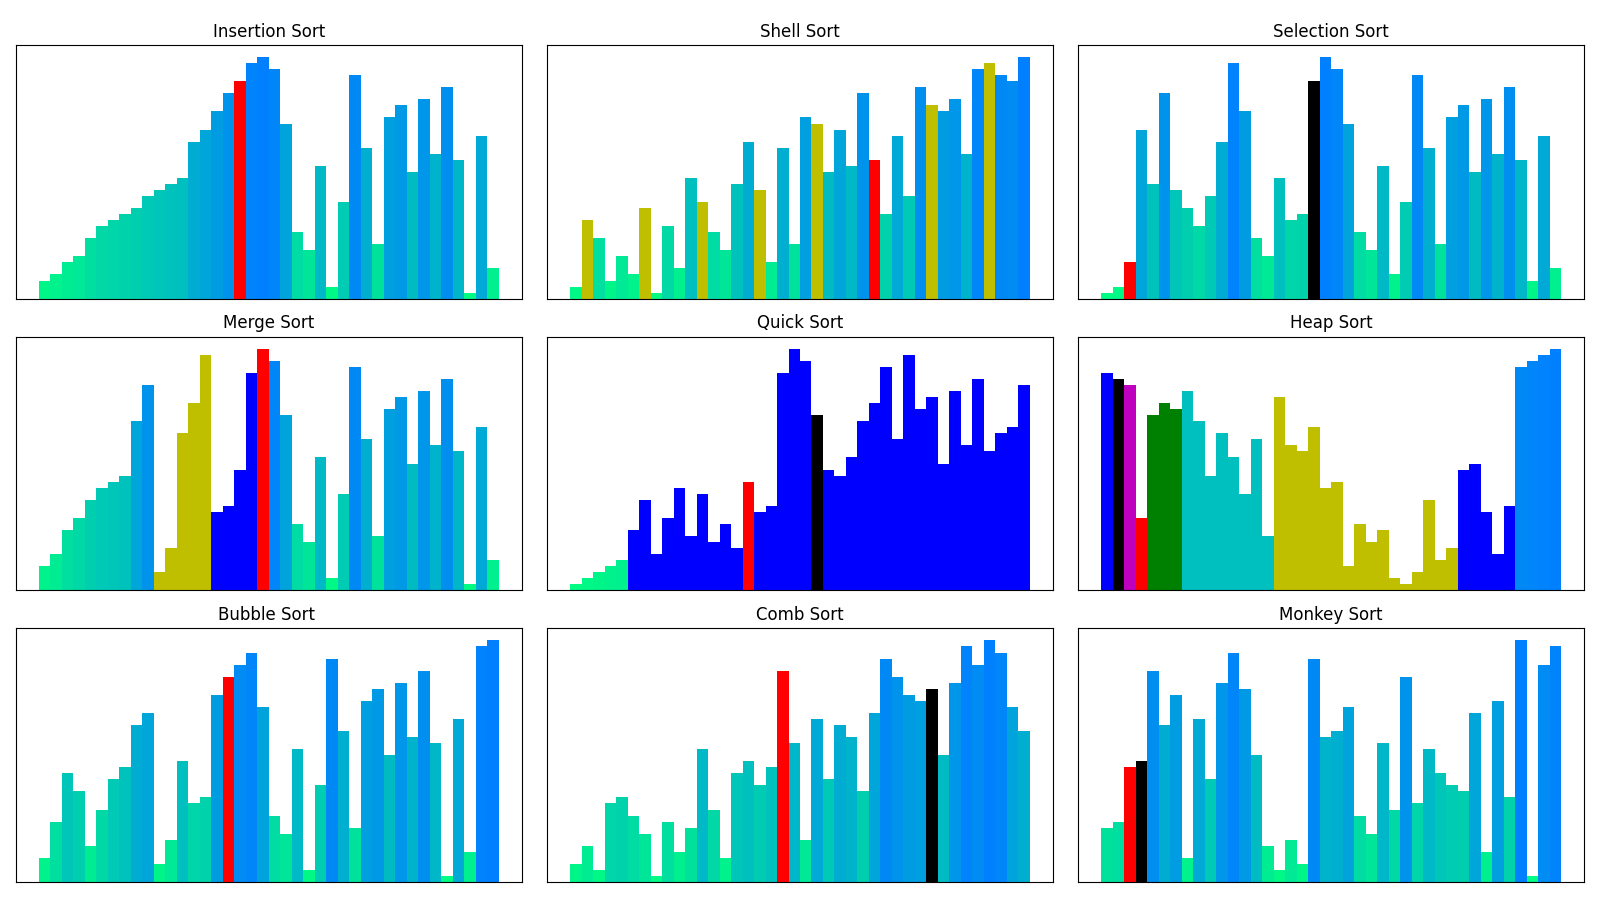 Insertion Sort
Shell Sort
Selection Sort
Merge Sort
Quick Sort
Heap Sort
Bubble Sort
Comb Sort
Monkey Sort